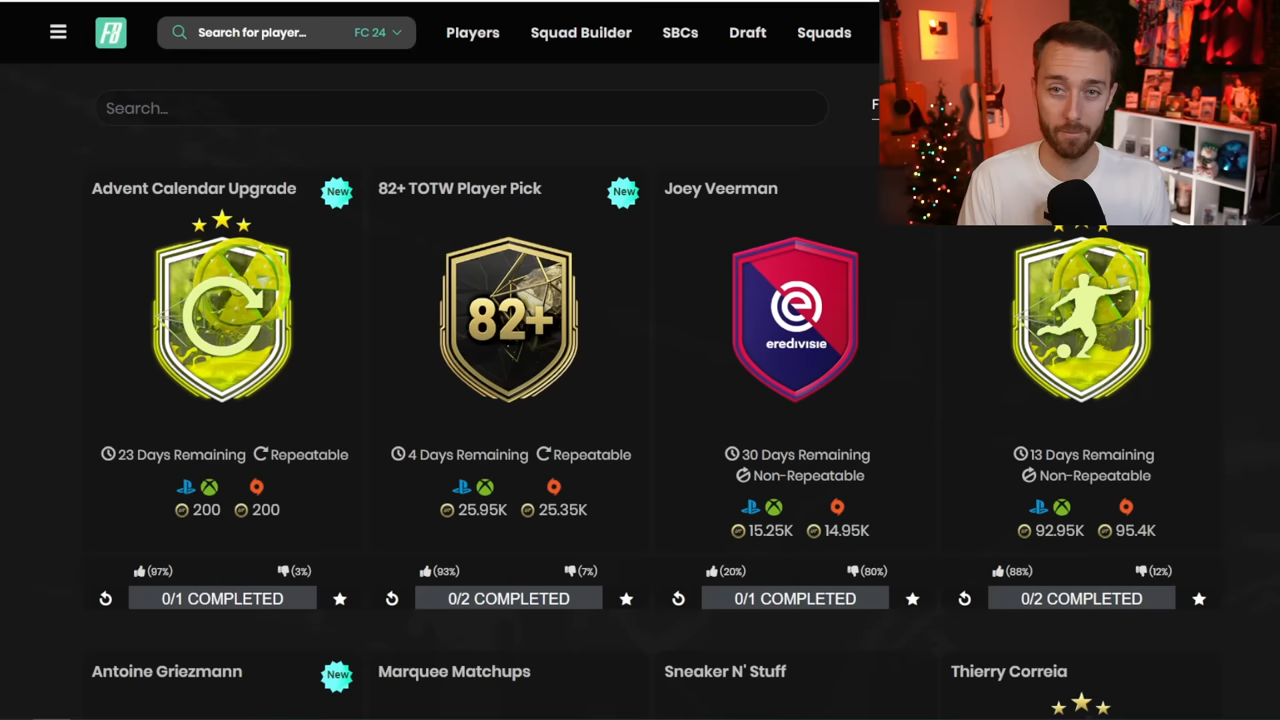 FB
Search for player...
FC 24
Players
Squad Builder
SBCs
Draft
Squads
Search...
F
Advent Calendar Upgrade
New
23 Days Remaining
Repeatable
200
200
(97%)
(3%)
0/1 COMPLETED
82+ TOTW Player Pick
New
82+
4 Days Remaining
Repeatable
25.95K
25.35K
(93%)
(7%)
0/2 COMPLETED
Joey Veerman
eredivisie
30 Days Remaining
Non-Repeatable
15.25K
14.95K
(20%)
(80%)
0/1 COMPLETED
13 Days Remaining
Non-Repeatable
92.95K
95.4K
(88%)
(12%)
0/2 COMPLETED
Antoine Griezmann
New
Marquee Matchups
Sneaker N' Stuff
Thierry Correia